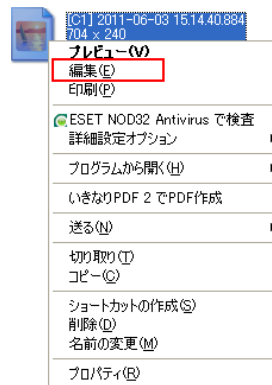 [C1] 2011-06-03 15.14.40.884
704 x 240
プレビュー(V)
編集(E)
印刷(P)
ESET NOD32 Antivirus で検査
詳細設定オプション
プログラムから開く(H)
いきなりPDF 2 でPDF作成
送る(N)
切り取り(T)
コピー(C)
ショートカットの作成(S)
削除(D)
名前の変更(M)
プロパティ(R)